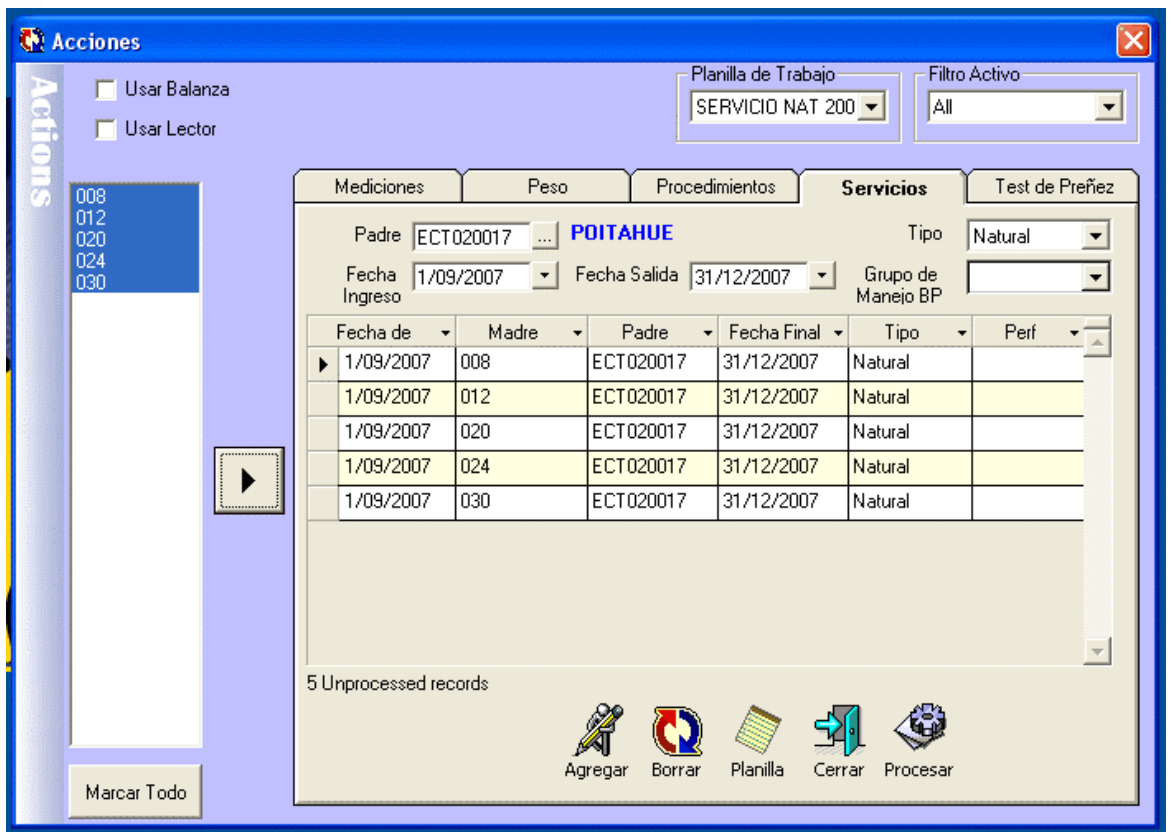 Acciones
Actions
Usar Balanza
Usar Lector
Planilla de Trabajo
SERVICIO NAT 200
Filtro Activo
All
008
012
020
024
030
Marcar Todo
Mediciones Peso Procedimientos Servicios Test de Preñez
Padre ECT020017 ... POITAHUE Tipo Natural
Fecha Ingreso 1/09/2007 Fecha Salida 31/12/2007 Grupo de Manejo BP
Fecha de Madre Padre Fecha Final Tipo Perf
1/09/2007 008 ECT020017 31/12/2007 Natural
1/09/2007 012 ECT020017 31/12/2007 Natural
1/09/2007 020 ECT020017 31/12/2007 Natural
1/09/2007 024 ECT020017 31/12/2007 Natural
1/09/2007 030 ECT020017 31/12/2007 Natural
5 Unprocessed records
Agregar Borrar Planilla Cerrar Procesar